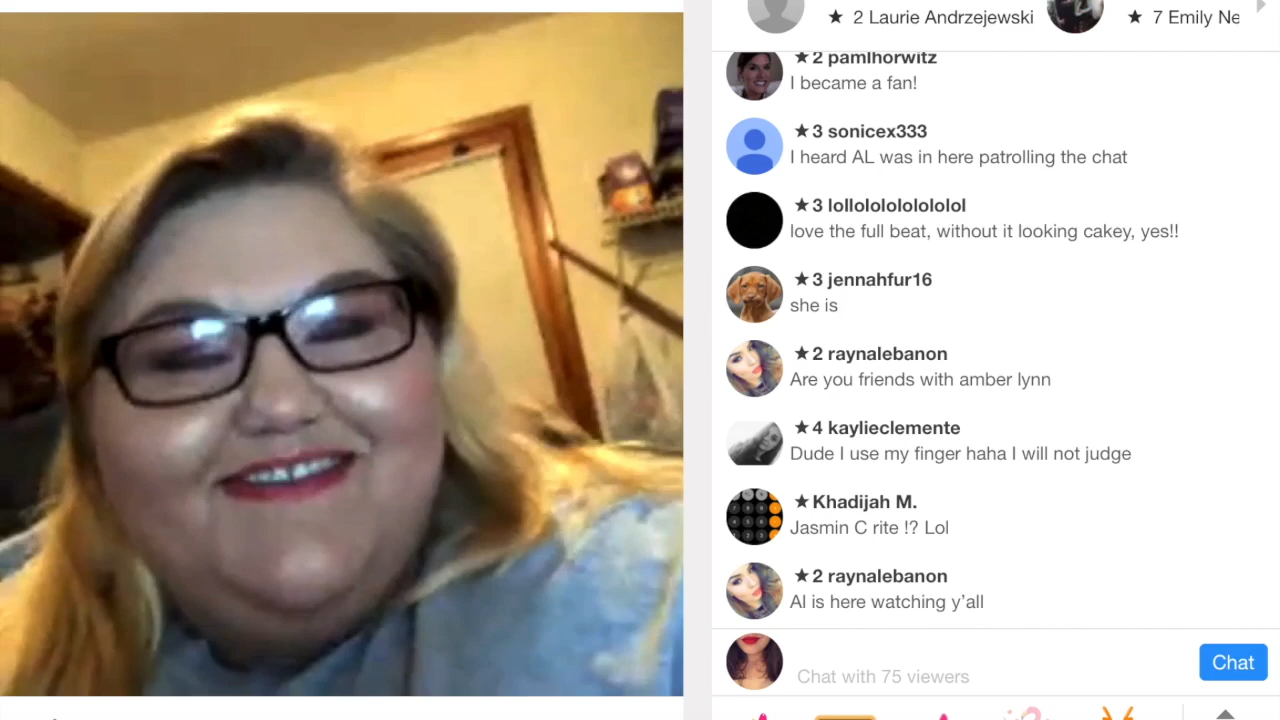 ★ 2 Laurie Andrzejewski ★ 7 Emily Ne
★2 pamlhorwitz
I became a fan!
★3 sonicex333
I heard AL was in here patrolling the chat
★3 lollolololololol
love the full beat, without it looking cakey, yes!!
★3 jennahfur16
she is
★2 raynalebanon
Are you friends with amber lynn
★4 kaylieclemente
Dude I use my finger haha I will not judge
★Khadijah M.
Jasmin C rite !? Lol
★2 raynalebanon
Al is here watching y’all
Chat with 75 viewers
Chat